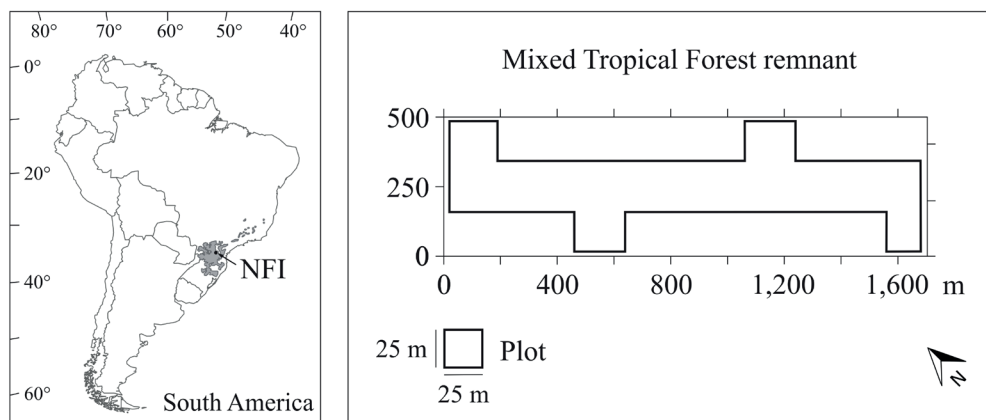 80° 70° 60° 50° 40°
0°
20°
40°
60°
NFI
South America
Mixed Tropical Forest remnant
500
250
0
0 400 800 1,200 1,600 m
25 m
Plot
25 m
N